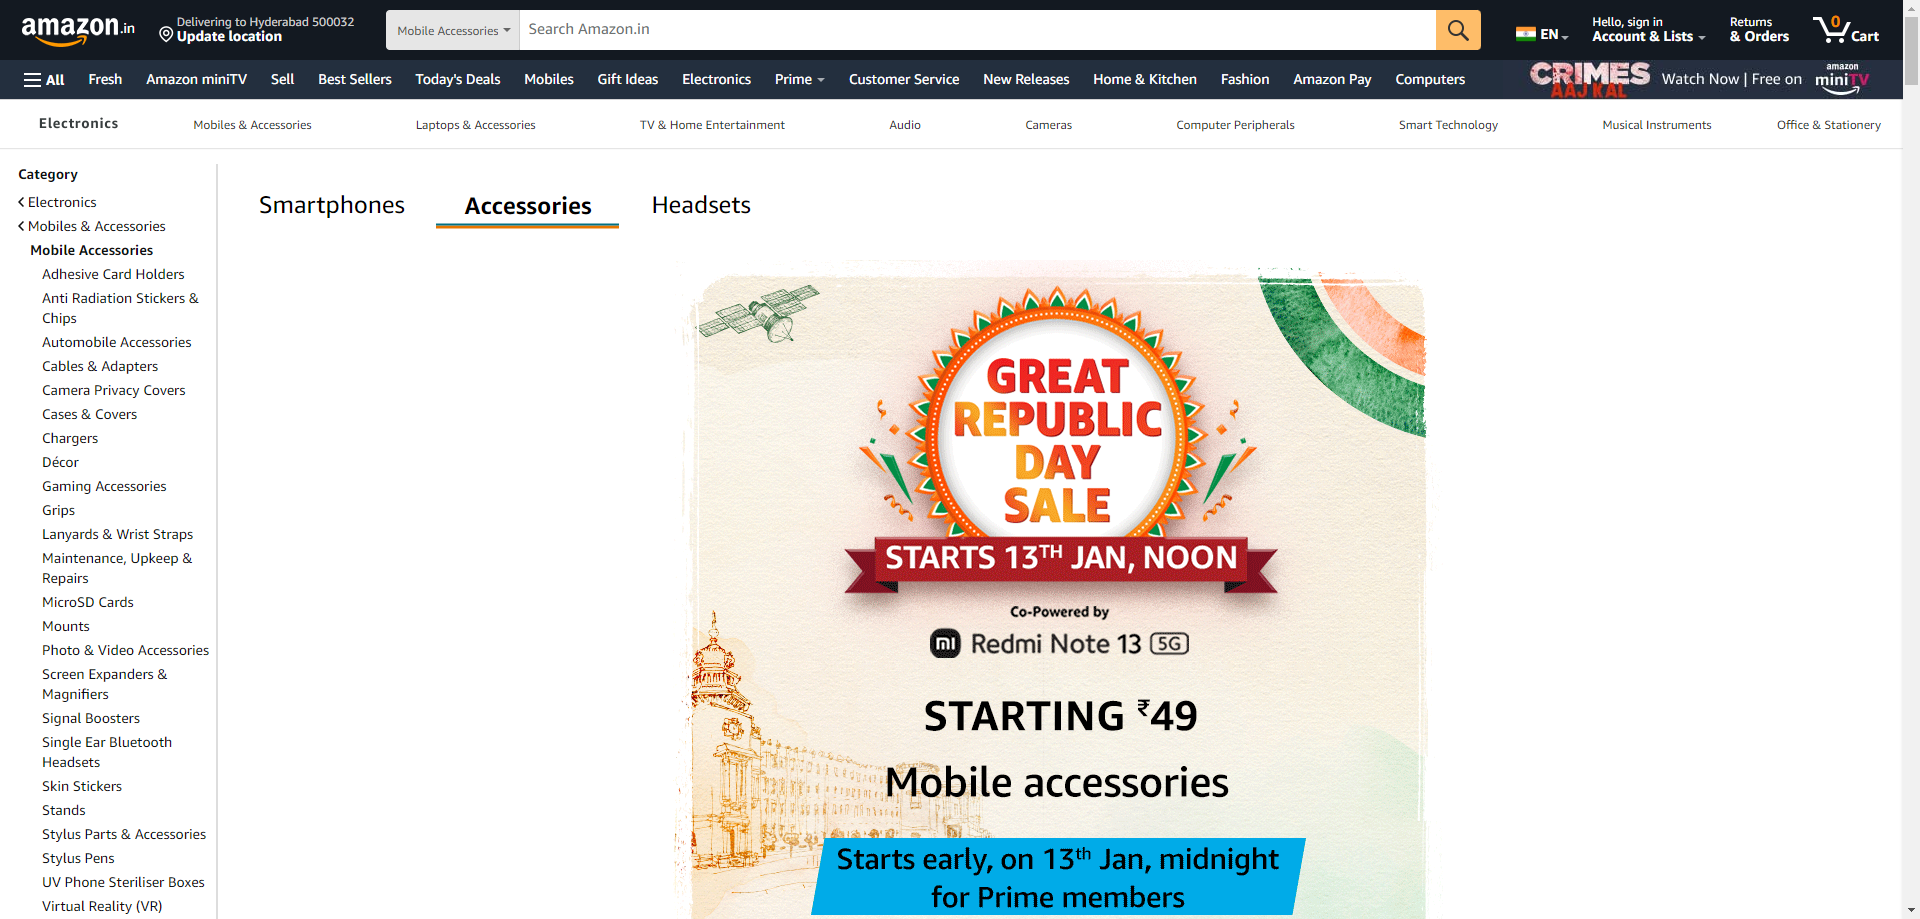 amazon.in
Delivering to Hyderabad 500032
Update location
Mobile Accessories
Search Amazon.in
EN
Hello, sign in
Account & Lists
Returns
& Orders
0
Cart
All
Fresh
Amazon miniTV
Sell
Best Sellers
Today's Deals
Mobiles
Gift Ideas
Electronics
Prime
Customer Service
New Releases
Home & Kitchen
Fashion
Amazon Pay
Computers
CRIMES
AAJ KAL
Watch Now | Free on
amazon
miniTV
Electronics
Mobiles & Accessories
Laptops & Accessories
TV & Home Entertainment
Audio
Cameras
Computer Peripherals
Smart Technology
Musical Instruments
Office & Stationery
Category
Electronics
Mobiles & Accessories
Mobile Accessories
Adhesive Card Holders
Anti Radiation Stickers &
Chips
Automobile Accessories
Cables & Adapters
Camera Privacy Covers
Cases & Covers
Chargers
Décor
Gaming Accessories
Grips
Lanyards & Wrist Straps
Maintenance, Upkeep &
Repairs
MicroSD Cards
Mounts
Photo & Video Accessories
Screen Expanders &
Magnifiers
Signal Boosters
Single Ear Bluetooth
Headsets
Skin Stickers
Stands
Stylus Parts & Accessories
Stylus Pens
UV Phone Steriliser Boxes
Virtual Reality (VR)
Smartphones
Accessories
Headsets
GREAT
REPUBLIC
DAY
SALE
STARTS 13TH JAN, NOON
Co-Powered by
mi Redmi Note 13 5G
STARTING ₹49
Mobile accessories
Starts early, on 13th Jan, midnight
for Prime members